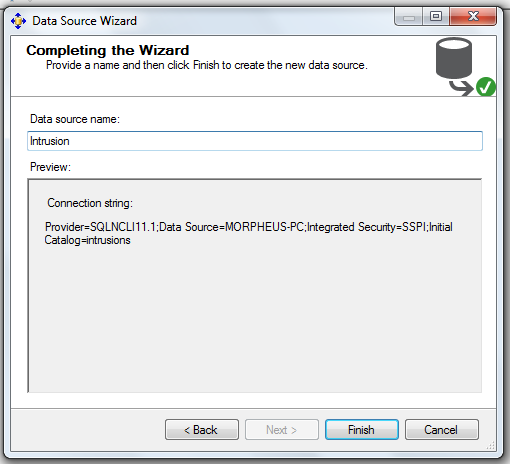 Data Source Wizard
Completing the Wizard
Provide a name and then click Finish to create the new data source.
Data source name:
Intrusion
Preview:
Connection string:
Provider=SQLNCLI11.1;Data Source=MORPHEUS-PC;Integrated Security=SSPI;Initial
Catalog=intrusions
< Back
Next >
Finish
Cancel